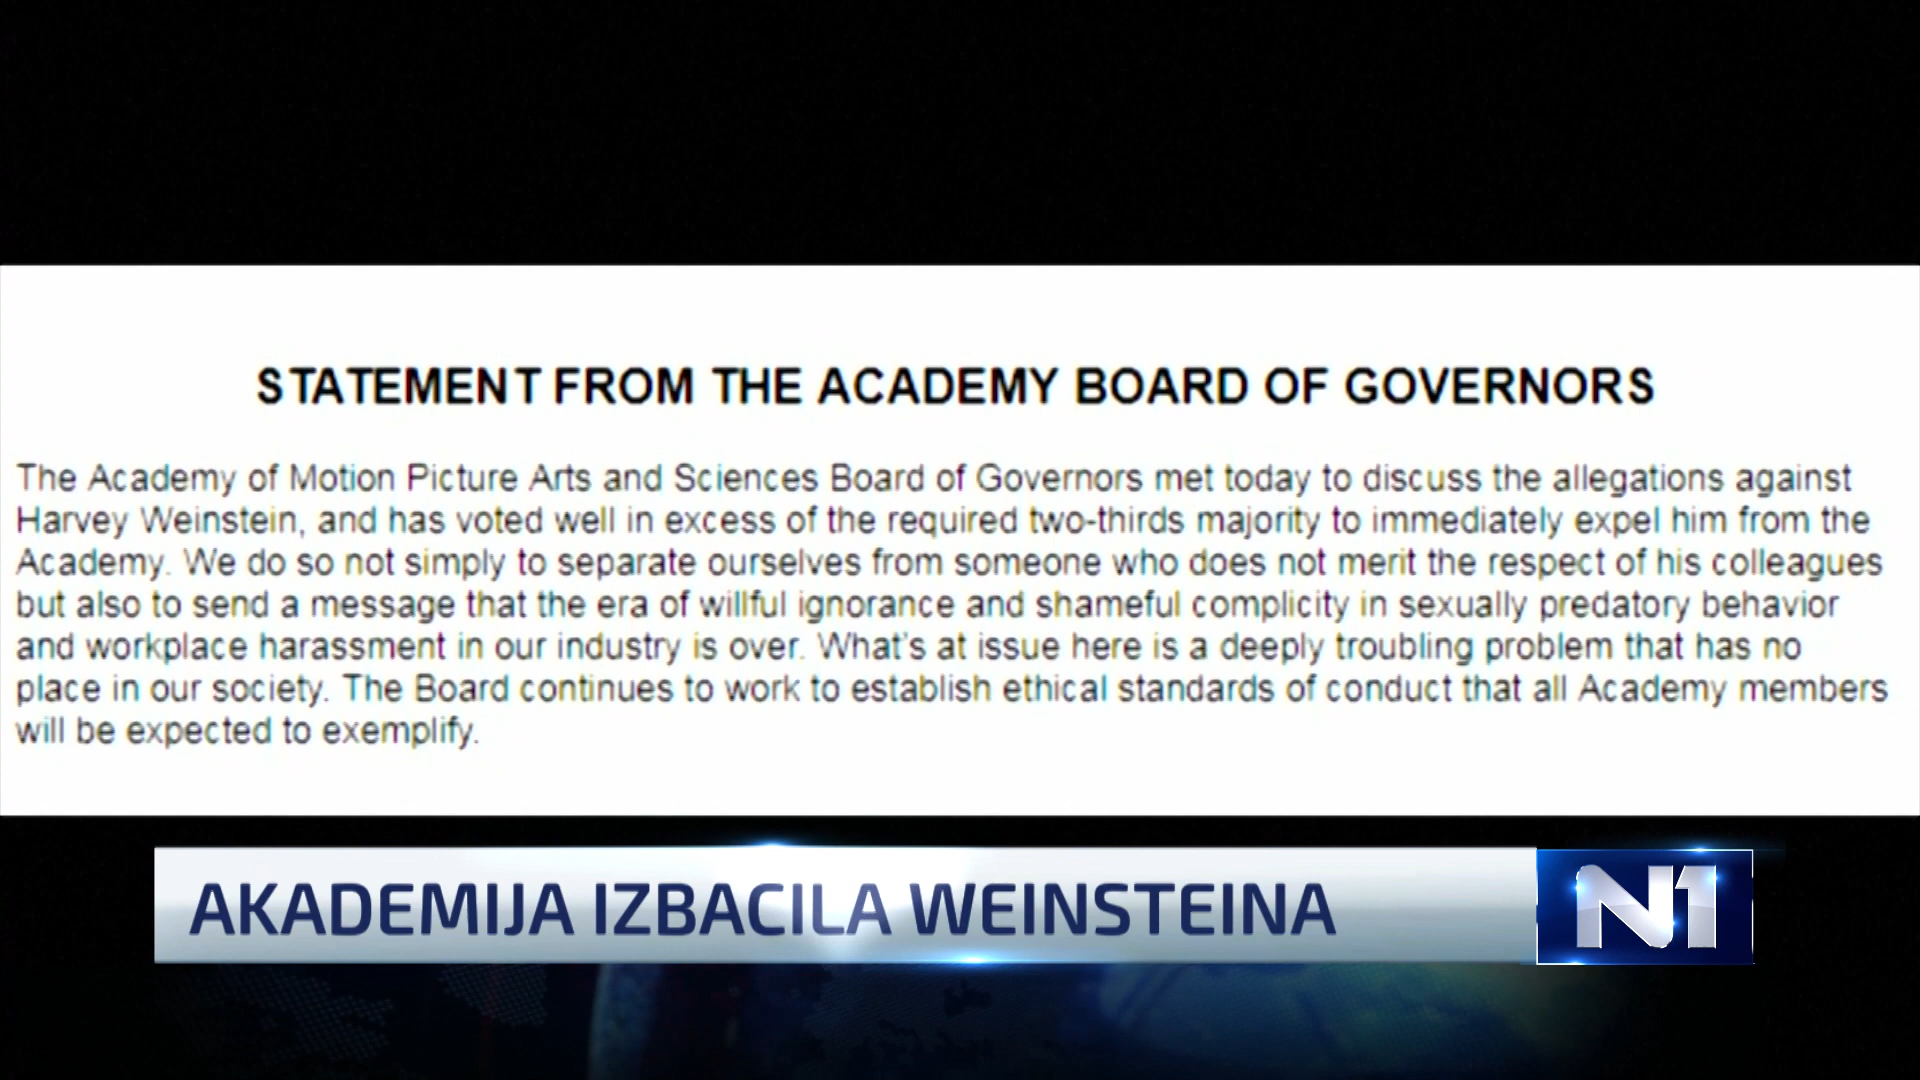 STATEMENT FROM THE ACADEMY BOARD OF GOVERNORS
The Academy of Motion Picture Arts and Sciences Board of Governors met today to discuss the allegations against
Harvey Weinstein, and has voted well in excess of the required two-thirds majority to immediately expel him from the
Academy. We do so not simply to separate ourselves from someone who does not merit the respect of his colleagues
but also to send a message that the era of willful ignorance and shameful complicity in sexually predatory behavior
and workplace harassment in our industry is over. What's at issue here is a deeply troubling problem that has no
place in our society. The Board continues to work to establish ethical standards of conduct that all Academy members
will be expected to exemplify.
AKADEMIJA IZBACILA WEINSTEINA
N1